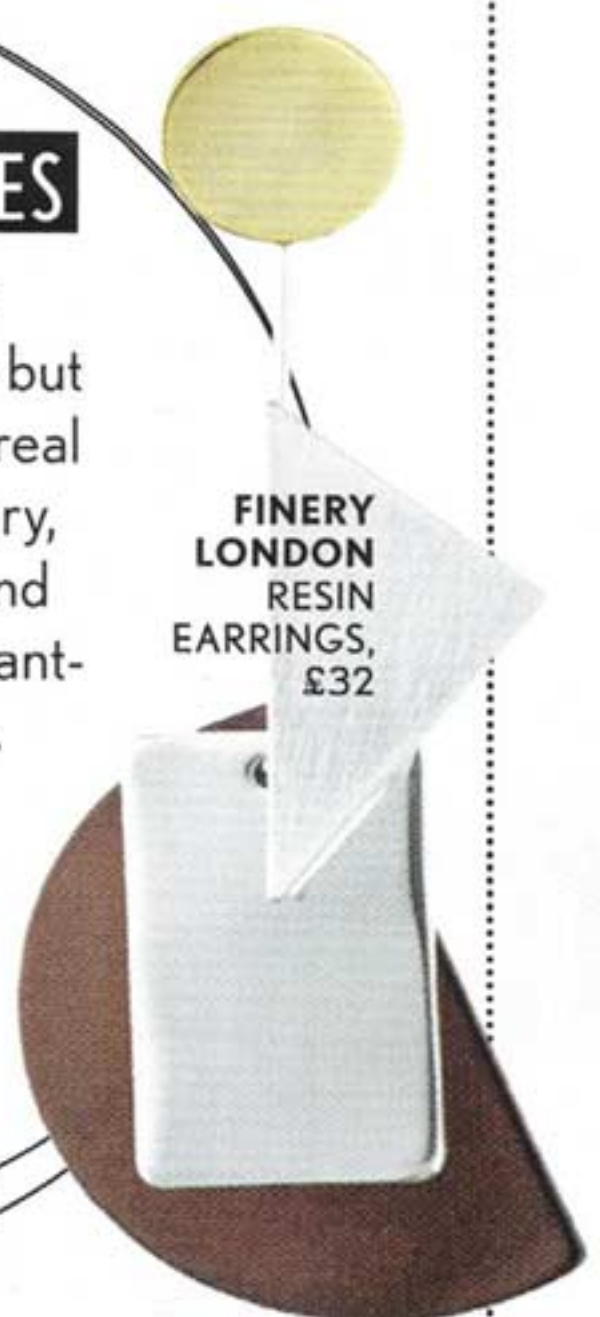 ES
but
real
ry,
nd
ant-
FINERY
LONDON
RESIN
EARRINGS,
£32